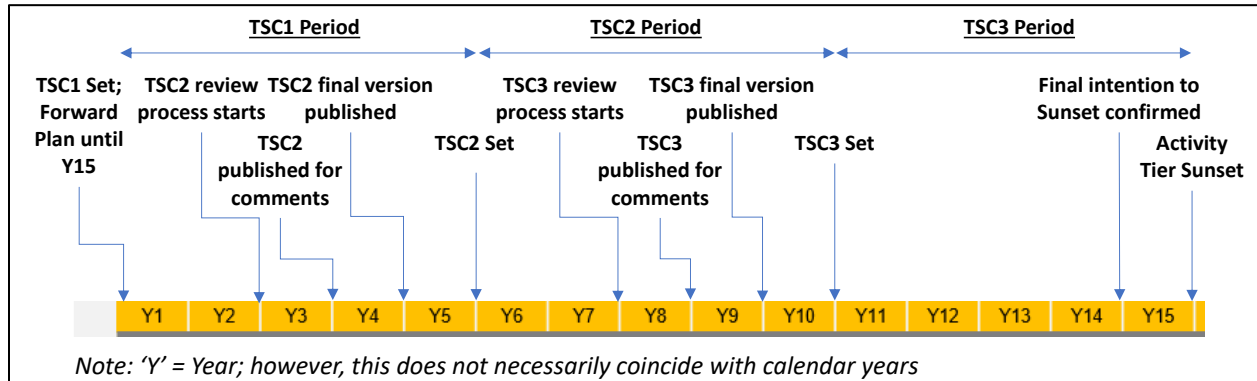 TSC1 Period
TSC2 Period
TSC3 Period
TSC1 Set;
Forward
Plan until
Y15
TSC2 review
process starts
TSC2
published for
comments
TSC2 final version
published
TSC2 Set
TSC3 review
process starts
TSC3
published for
comments
TSC3 final version
published
TSC3 Set
Final intention to
Sunset confirmed
Activity
Tier Sunset
Y1 Y2 Y3 Y4 Y5 Y6 Y7 Y8 Y9 Y10 Y11 Y12 Y13 Y14 Y15
Note: ‘Y’ = Year; however, this does not necessarily coincide with calendar years